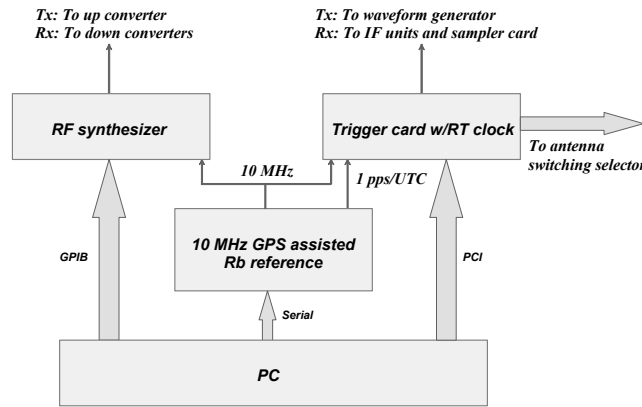 Tx: To up converter
Rx: To down converters
Tx: To waveform generator
Rx: To IF units and sampler card
RF synthesizer
Trigger card w/RT clock
To antenna
switching selector
10 MHz
1 pps/UTC
10 MHz GPS assisted
Rb reference
GPIB
PCI
Serial
PC